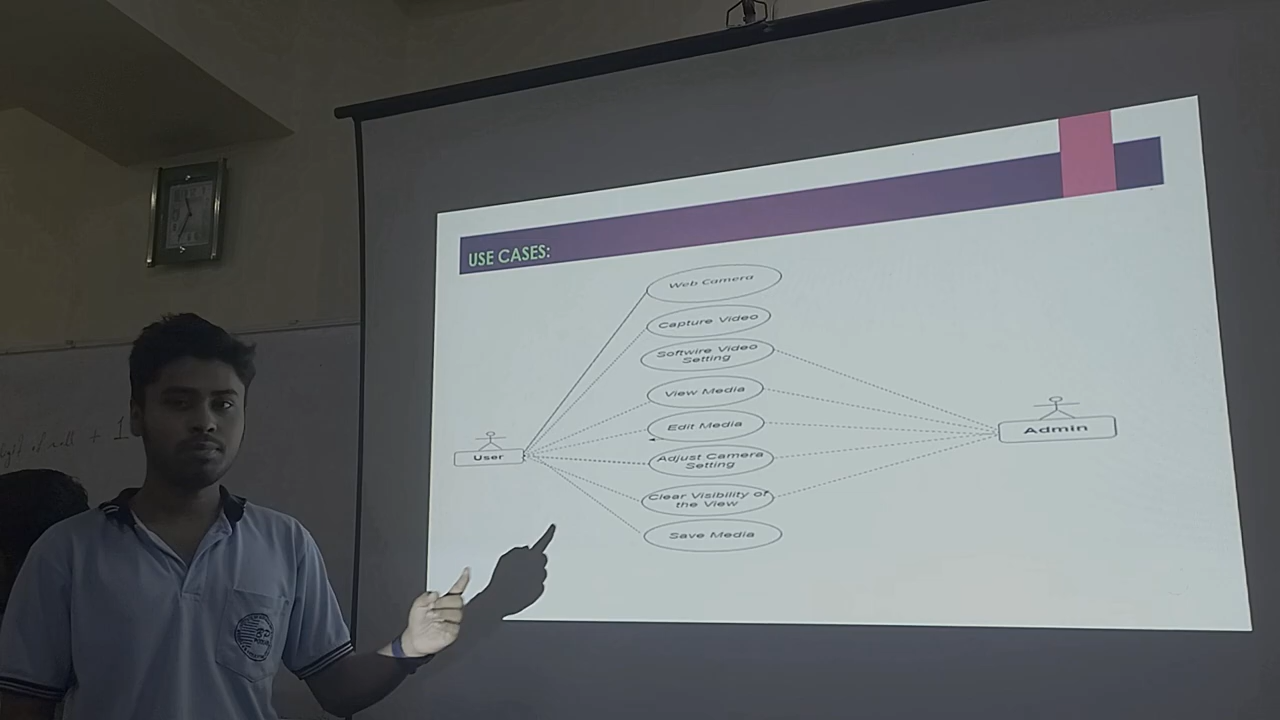 USE CASES:
Web Camera
Capture Video
Softwire Video
Setting
View Media
Edit Media
Adjust Camera
Setting
Clear Visibility of
the View
Save Media
User
Admin
+ 1